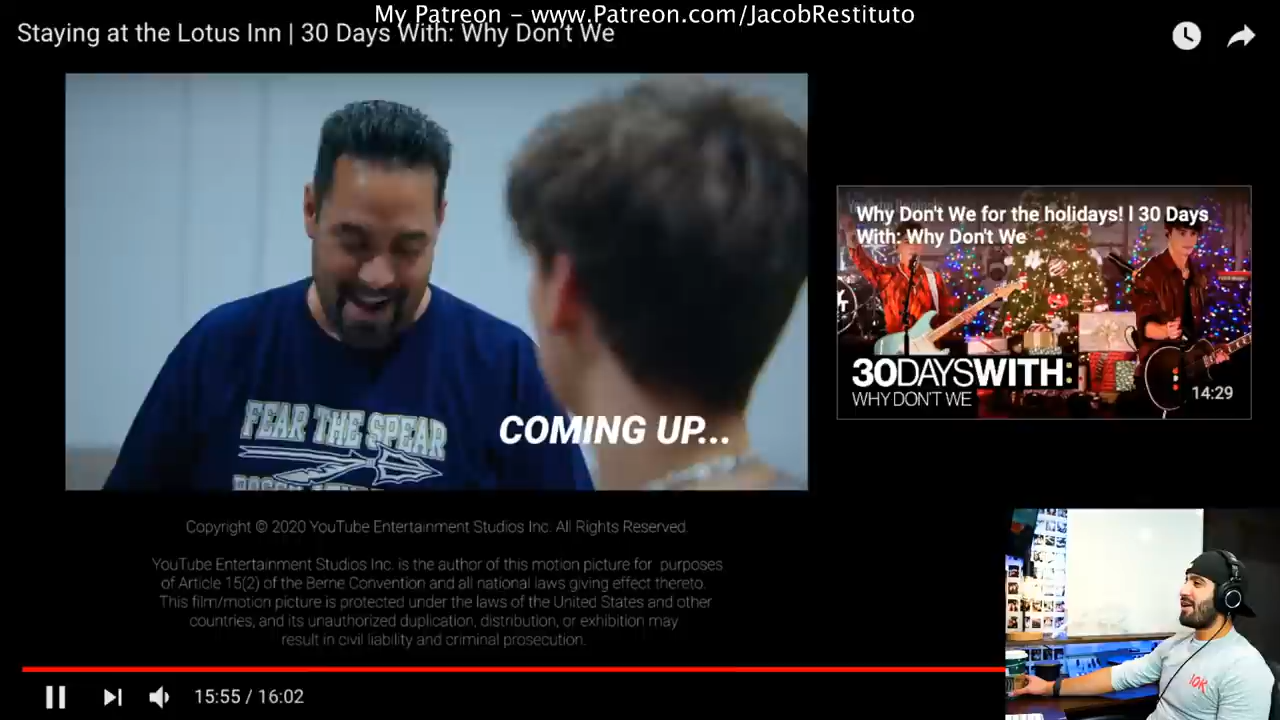 My Patreon - www.Patreon.com/JacobRestituto
Staying at the Lotus Inn | 30 Days With: Why Don't We
Why Don't We for the holidays! | 30 Days
With: Why Don't We
FEAR THE SPEAR
COMING UP...
30DAYSWITH:
WHY DON'T WE
14:29
Copyright © 2020 YouTube Entertainment Studios Inc. All Rights Reserved.
YouTube Entertainment Studios Inc. is the author of this motion picture for purposes
of Article 15(2) of the Berne Convention and all national laws giving effect thereto.
This film/motion picture is protected under the laws of the United States and other
countries, and its unauthorized duplication, distribution, or exhibition may
result in civil liability and criminal prosecution.
10K
15:55 / 16:02